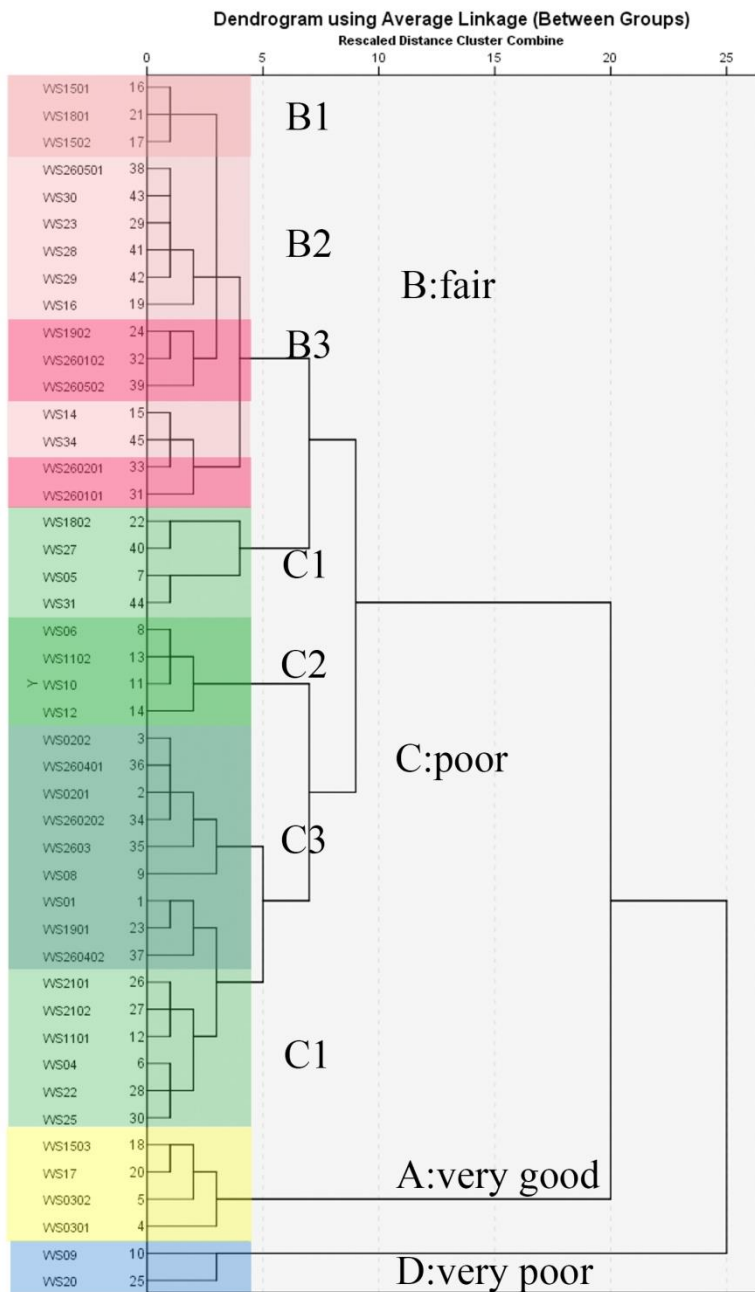 Dendrogram using Average Linkage (Between Groups)
Rescaled Distance Cluster Combine
0 5 10 15 20 25
WS1501 16
WS1801 21
B1
WS1502 17
WS260501 38
WS30 43
WS23 29
B2
WS28 41
WS29 42
B:fair
WS16 19
WS1902 24
B3
WS260102 32
WS260502 39
WS14 15
WS34 45
WS260201 33
WS260101 31
WS1802 22
WS27 40
C1
WS05 7
WS31 44
WS06 8
WS1102 13
C2
Y
WS10 11
WS12 14
WS0202 3
C:poor
WS260401 36
WS0201 2
WS260202 34
C3
WS2603 35
WS08 9
WS01 1
WS1901 23
WS260402 37
WS2101 26
WS2102 27
WS1101 12
C1
WS04 6
WS22 28
WS25 30
WS1503 18
WS17 20
A:very good
WS0302 5
WS0301 4
WS09 10
D:very poor
WS20 25